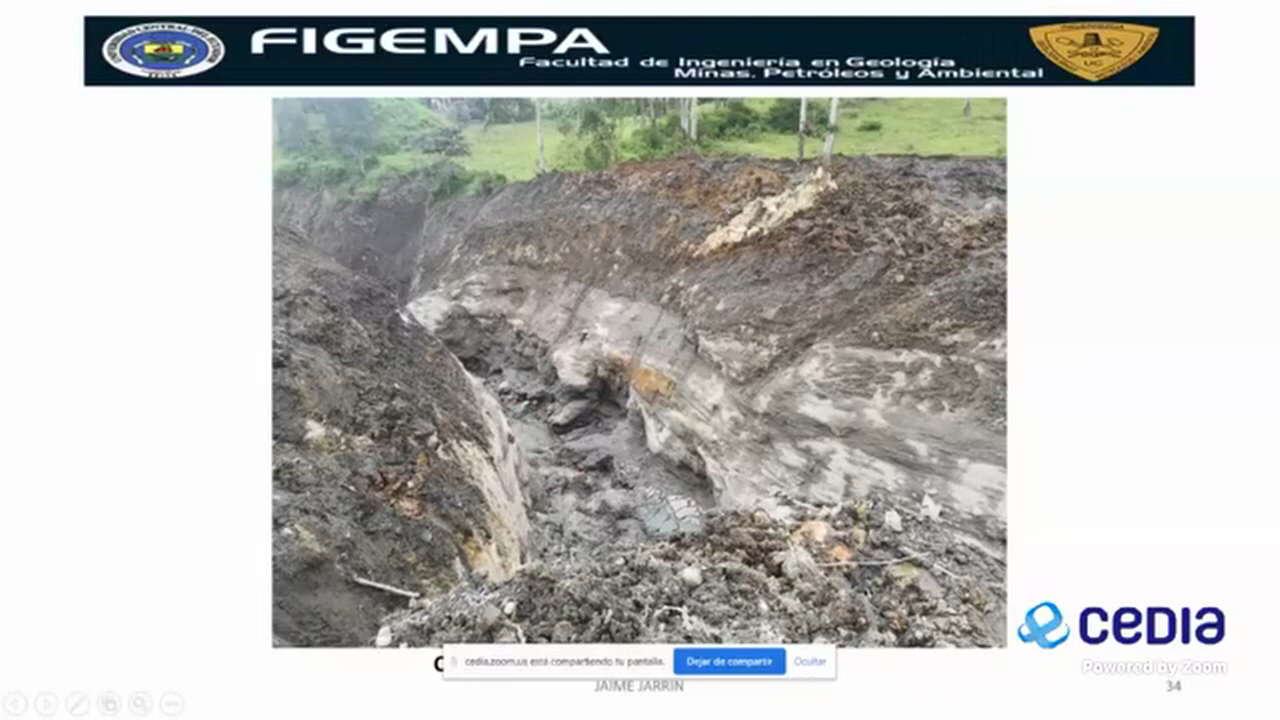 FIGEMPA
Facultad de Ingeniería en Geología
Minas, Petróleos y Ambiental
UC
cedia
Powered by Zoom
cedia.zoom.us está compartiendo tu pantalla.
Dejar de compartir
Ocultar
JAIME JARRIN
34